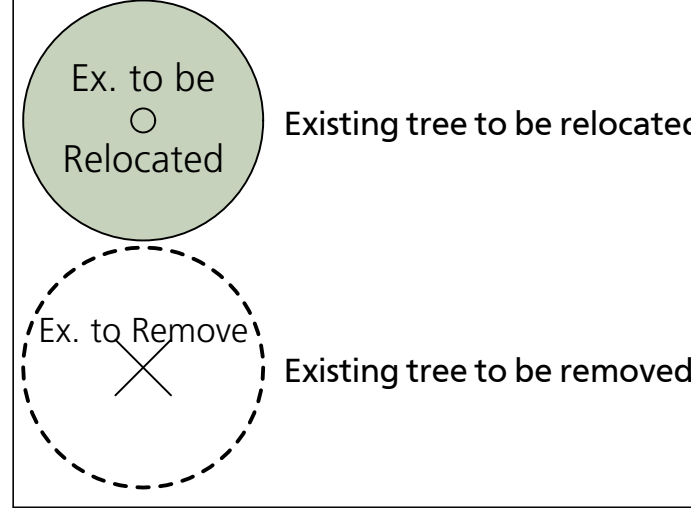 Ex. to be
Relocated
Existing tree to be relocated
Ex. to Remove
Existing tree to be removed